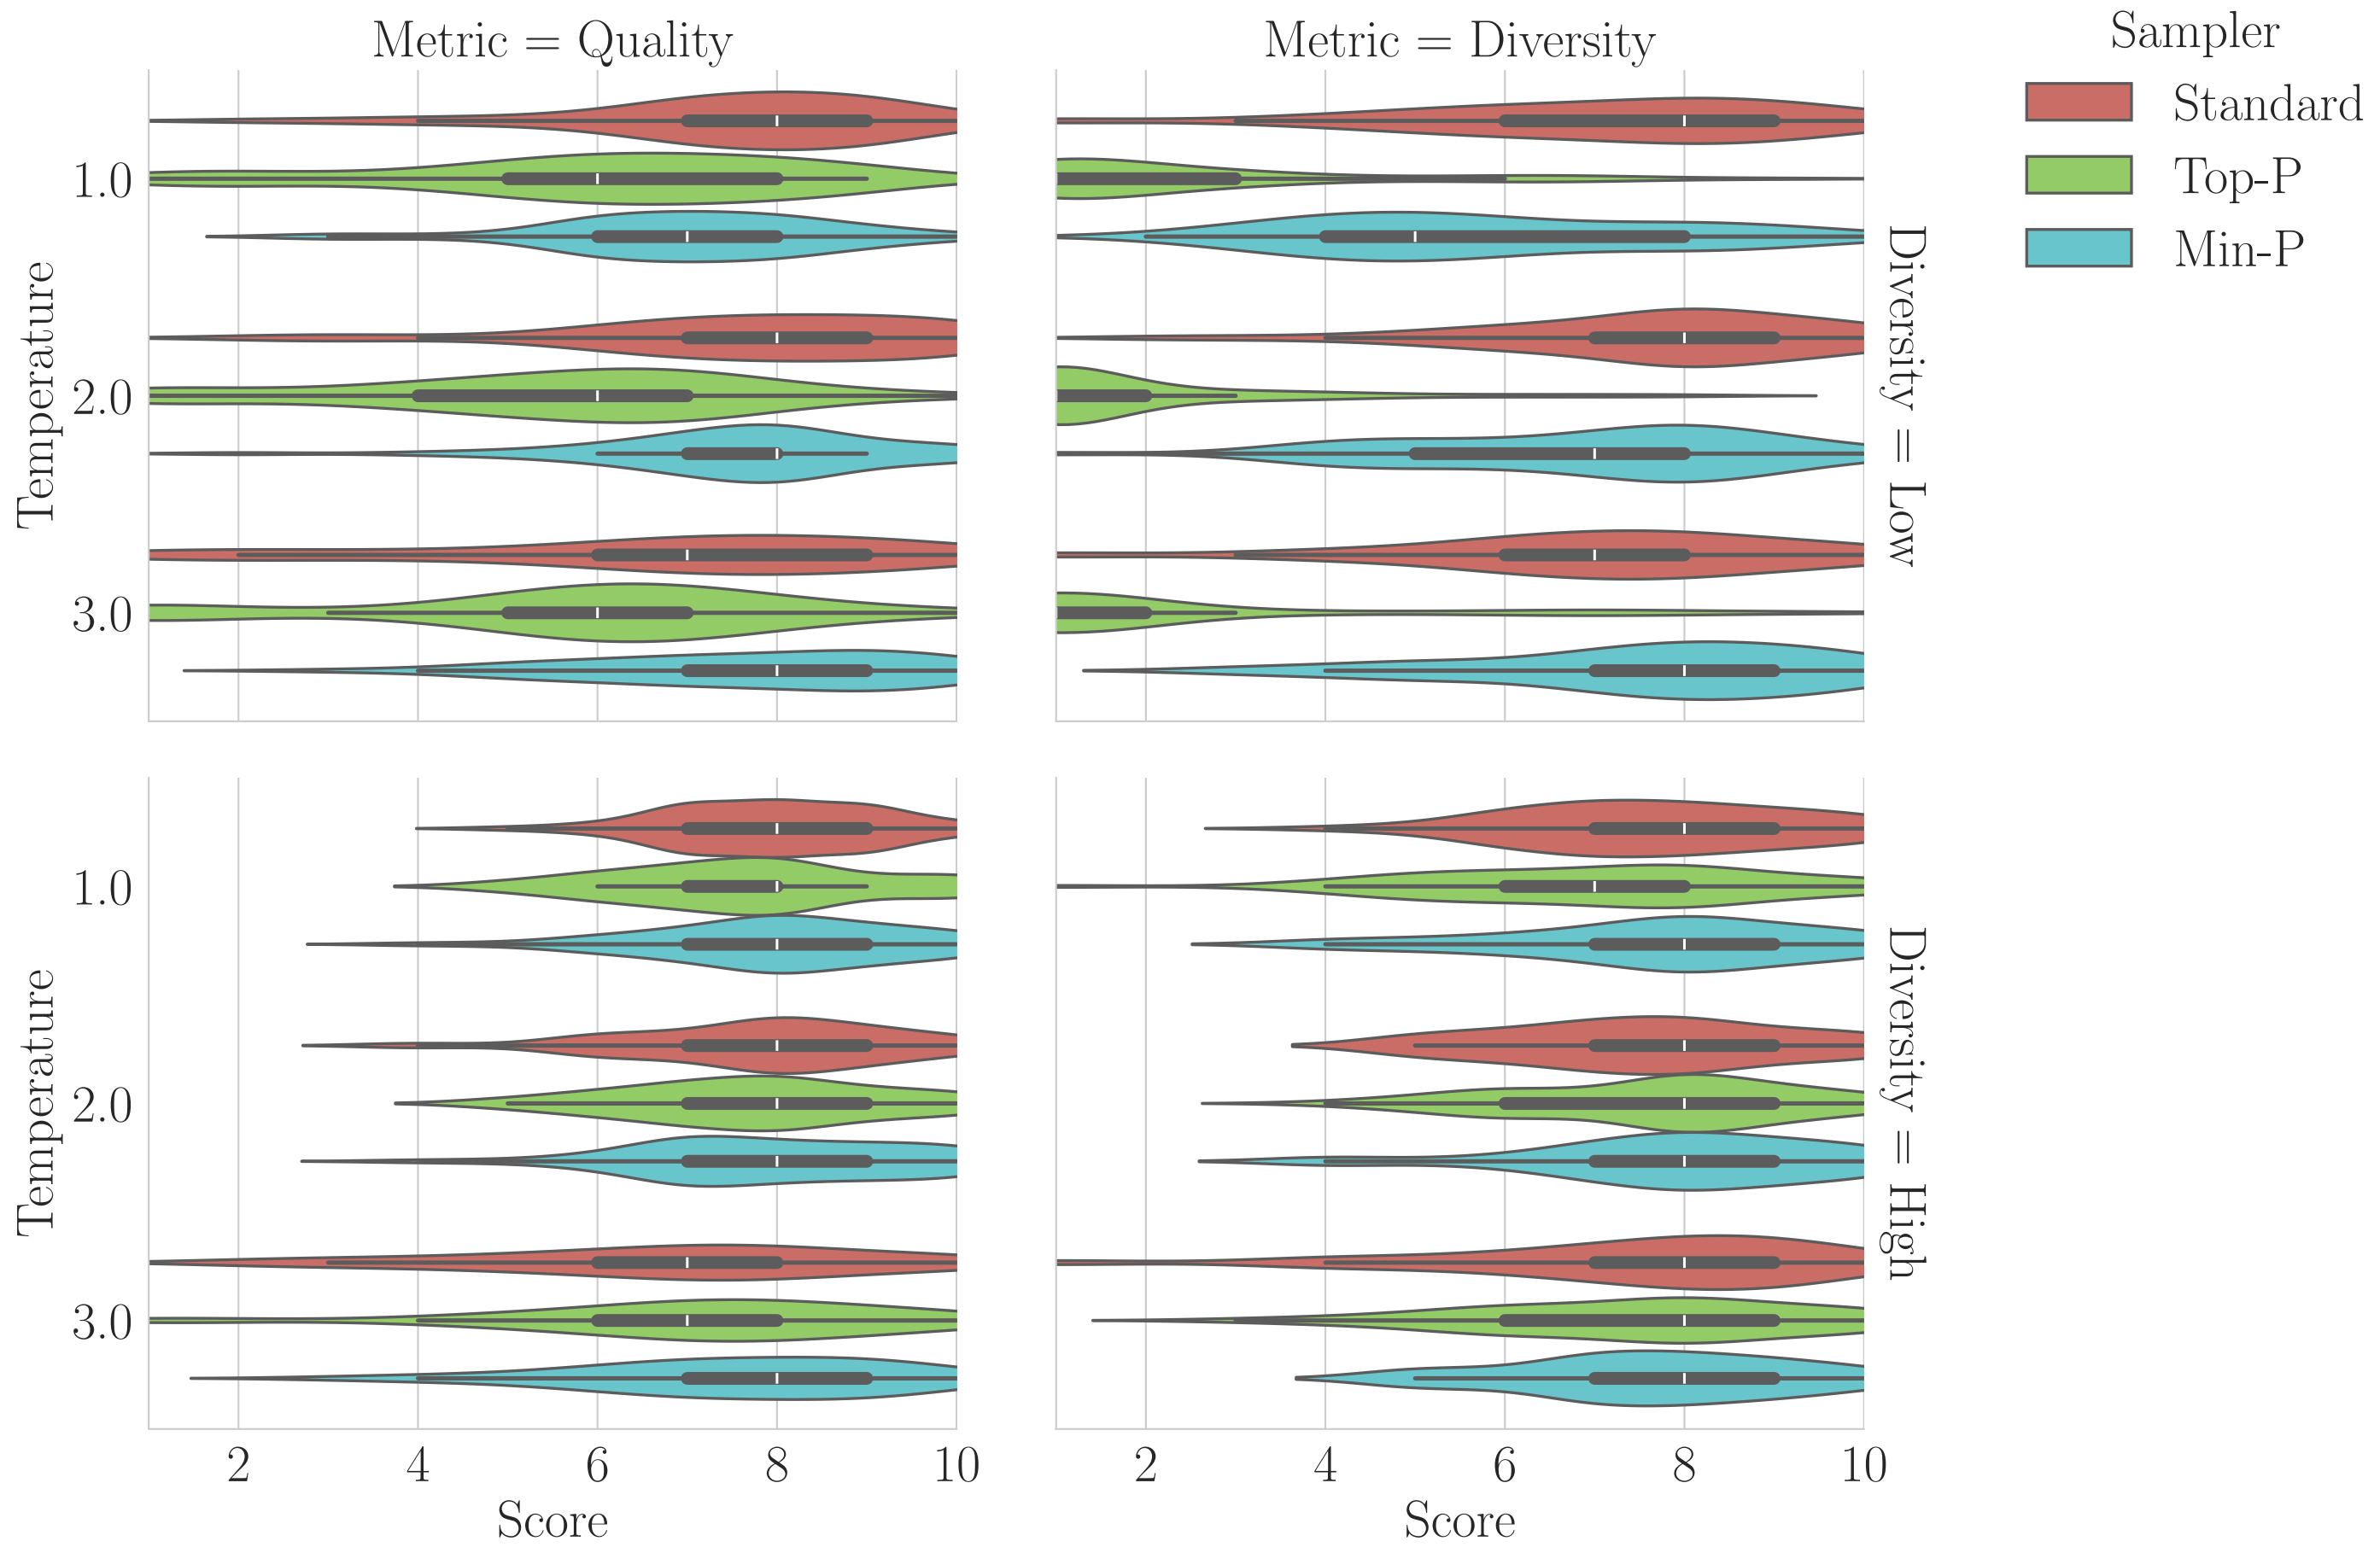 Metric = Quality
Metric = Diversity
Sampler
Standard
Top-P
Min-P
Temperature
1.0
2.0
3.0
Diversity = Low
Temperature
1.0
2.0
3.0
Diversity = High
2 4 6 8 10
2 4 6 8 10
Score
Score